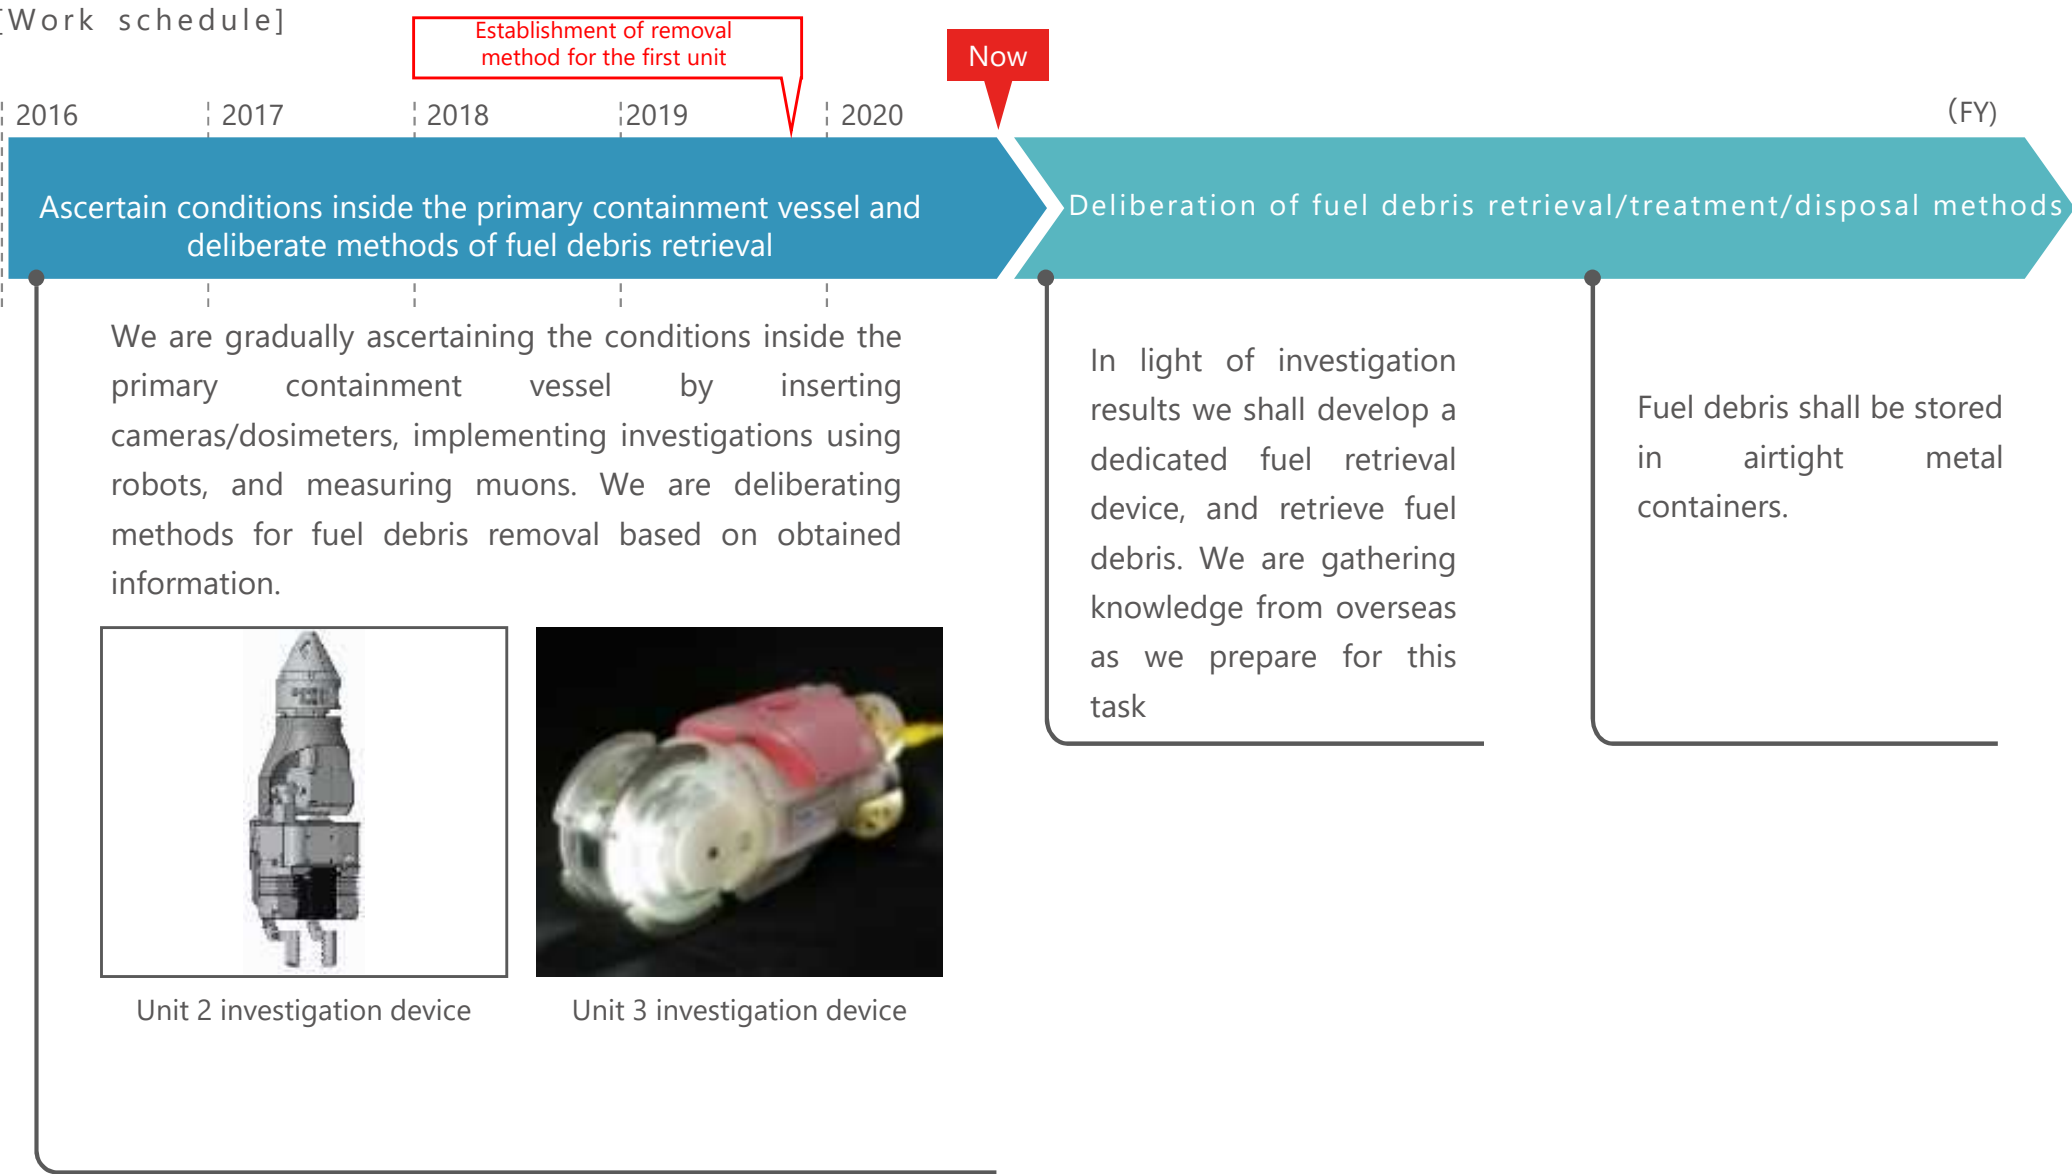 [Work schedule]
Establishment of removal
method for the first unit
Now
2016
2017
2018
2019
2020
(FY)
Ascertain conditions inside the primary containment vessel and
deliberate methods of fuel debris retrieval
Deliberation of fuel debris retrieval/treatment/disposal methods
We are gradually ascertaining the conditions inside the
primary containment vessel by inserting
cameras/dosimeters, implementing investigations using
robots, and measuring muons. We are deliberating
methods for fuel debris removal based on obtained
information.
Unit 2 investigation device
Unit 3 investigation device
In light of investigation
results we shall develop a
dedicated fuel retrieval
device, and retrieve fuel
debris. We are gathering
knowledge from overseas
as we prepare for this
task
Fuel debris shall be stored
in airtight metal
containers.